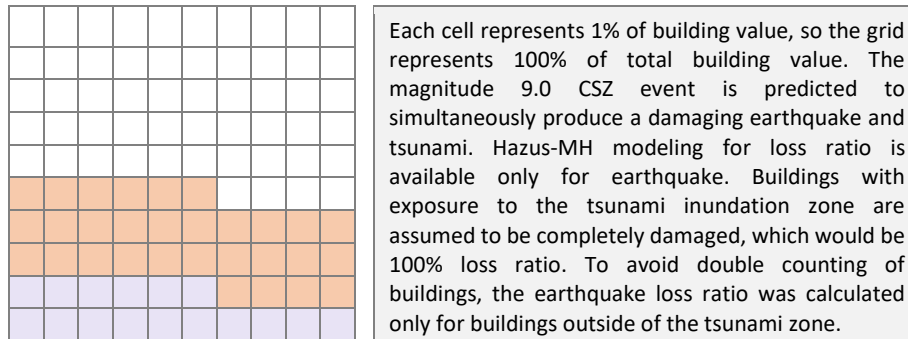 Each cell represents 1% of building value, so the grid
represents 100% of total building value. The
magnitude 9.0 CSZ event is predicted to
simultaneously produce a damaging earthquake and
tsunami. Hazus-MH modeling for loss ratio is
available only for earthquake. Buildings with
exposure to the tsunami inundation zone are
assumed to be completely damaged, which would be
100% loss ratio. To avoid double counting of
buildings, the earthquake loss ratio was calculated
only for buildings outside of the tsunami zone.